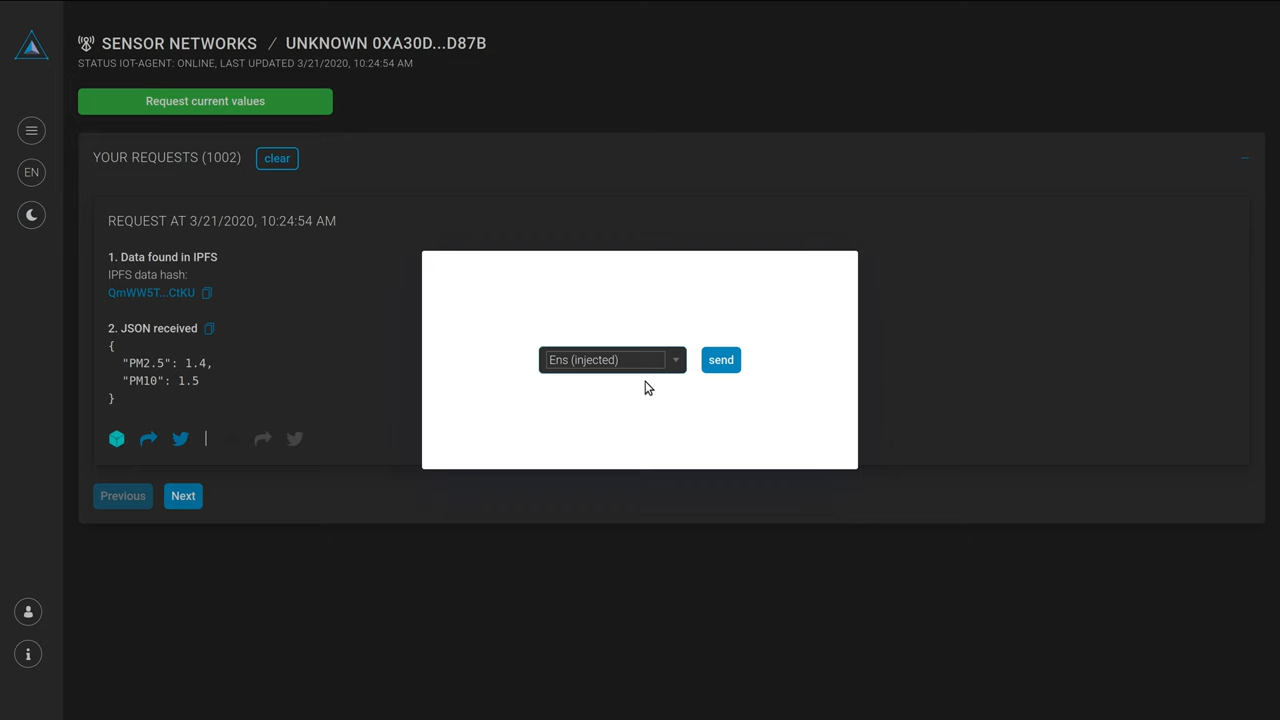 SENSOR NETWORKS / UNKNOWN 0XA30D...D87B
STATUS IOT-AGENT: ONLINE, LAST UPDATED 3/21/2020, 10:24:54 AM
Request current values
YOUR REQUESTS (1002) clear
EN
REQUEST AT 3/21/2020, 10:24:54 AM
1. Data found in IPFS
IPFS data hash:
QmWW5T...CtKU
2. JSON received
{
"PM2.5": 1.4,
"PM10": 1.5
}
Ens (injected) send
Previous Next